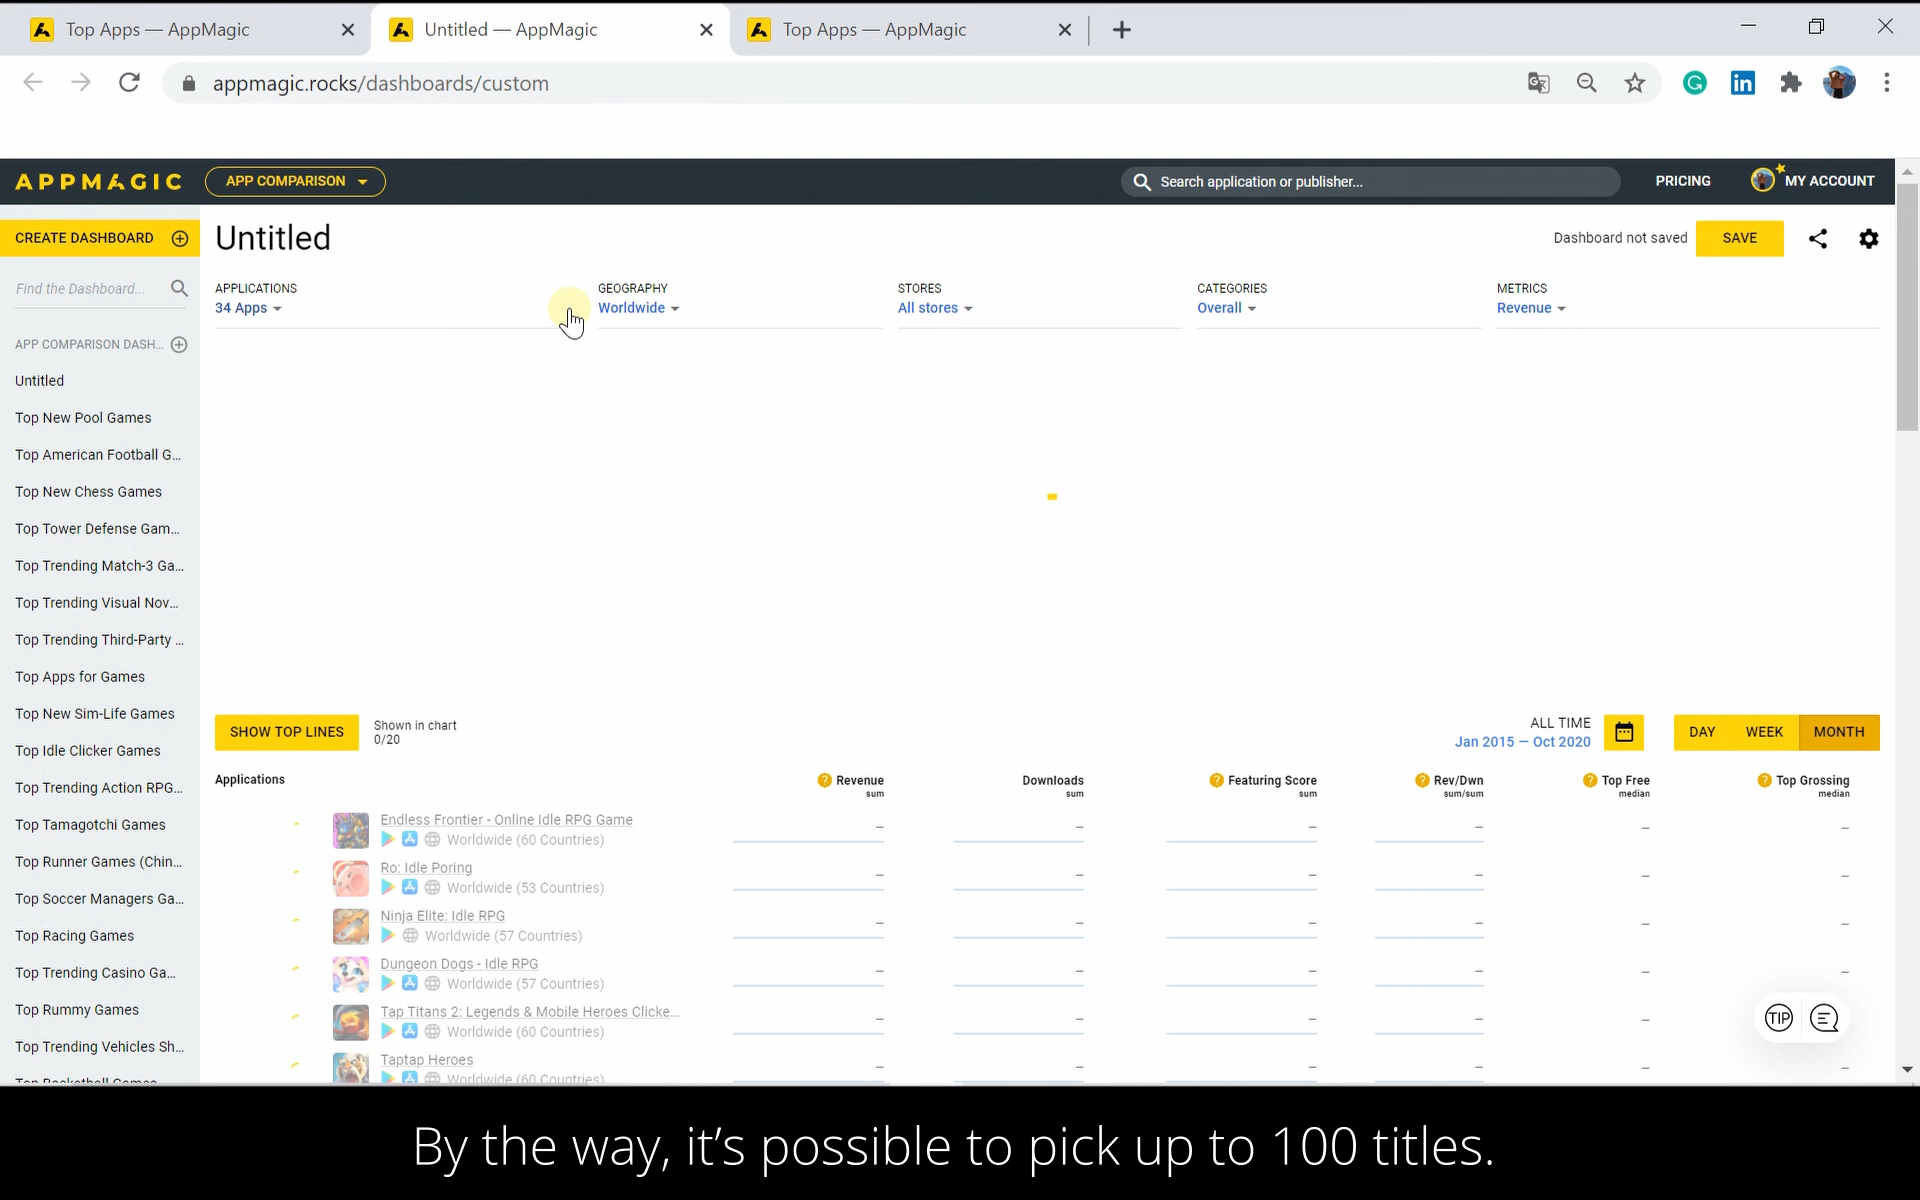 Top Apps — AppMagic
Untitled — AppMagic
Top Apps — AppMagic
appmagic.rocks/dashboards/custom
APPMAGIC
APP COMPARISON
Search application or publisher...
PRICING
MY ACCOUNT
CREATE DASHBOARD
Untitled
Dashboard not saved
SAVE
Find the Dashboard...
APPLICATIONS
34 Apps
GEOGRAPHY
Worldwide
STORES
All stores
CATEGORIES
Overall
METRICS
Revenue
APP COMPARISON DASH...
Untitled
Top New Pool Games
Top American Football G...
Top New Chess Games
Top Tower Defense Gam...
Top Trending Match-3 Ga...
Top Trending Visual Nov...
Top Trending Third-Party ...
Top Apps for Games
Top New Sim-Life Games
Top Idle Clicker Games
Top Trending Action RPG...
Top Tamagotchi Games
Top Runner Games (Chin...
Top Soccer Managers Ga...
Top Racing Games
Top Trending Casino Ga...
Top Rummy Games
Top Trending Vehicles Sh...
Top Basketball Games
SHOW TOP LINES
Shown in chart
0/20
ALL TIME
Jan 2015 — Oct 2020
DAY
WEEK
MONTH
Applications
? Revenue
sum
Downloads
sum
? Featuring Score
sum
? Rev/Dwn
sum/sum
? Top Free
median
? Top Grossing
median
Endless Frontier - Online Idle RPG Game
Worldwide (60 Countries)
– – – – – –
Ro: Idle Poring
Worldwide (53 Countries)
– – – – – –
Ninja Elite: Idle RPG
Worldwide (57 Countries)
– – – – – –
Dungeon Dogs - Idle RPG
Worldwide (57 Countries)
– – – – – –
Tap Titans 2: Legends & Mobile Heroes Clicke...
Worldwide (60 Countries)
– – – – – –
Taptap Heroes
Worldwide (60 Countries)
– – – – – –
TIP
By the way, it's possible to pick up to 100 titles.